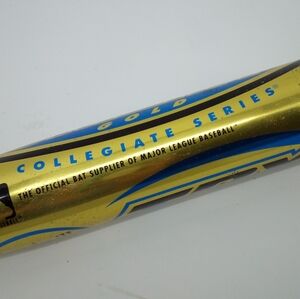 GOLD
COLLEGIATE SERIES
THE OFFICIAL BAT SUPPLIER OF MAJOR LEAGUE BASEBALL